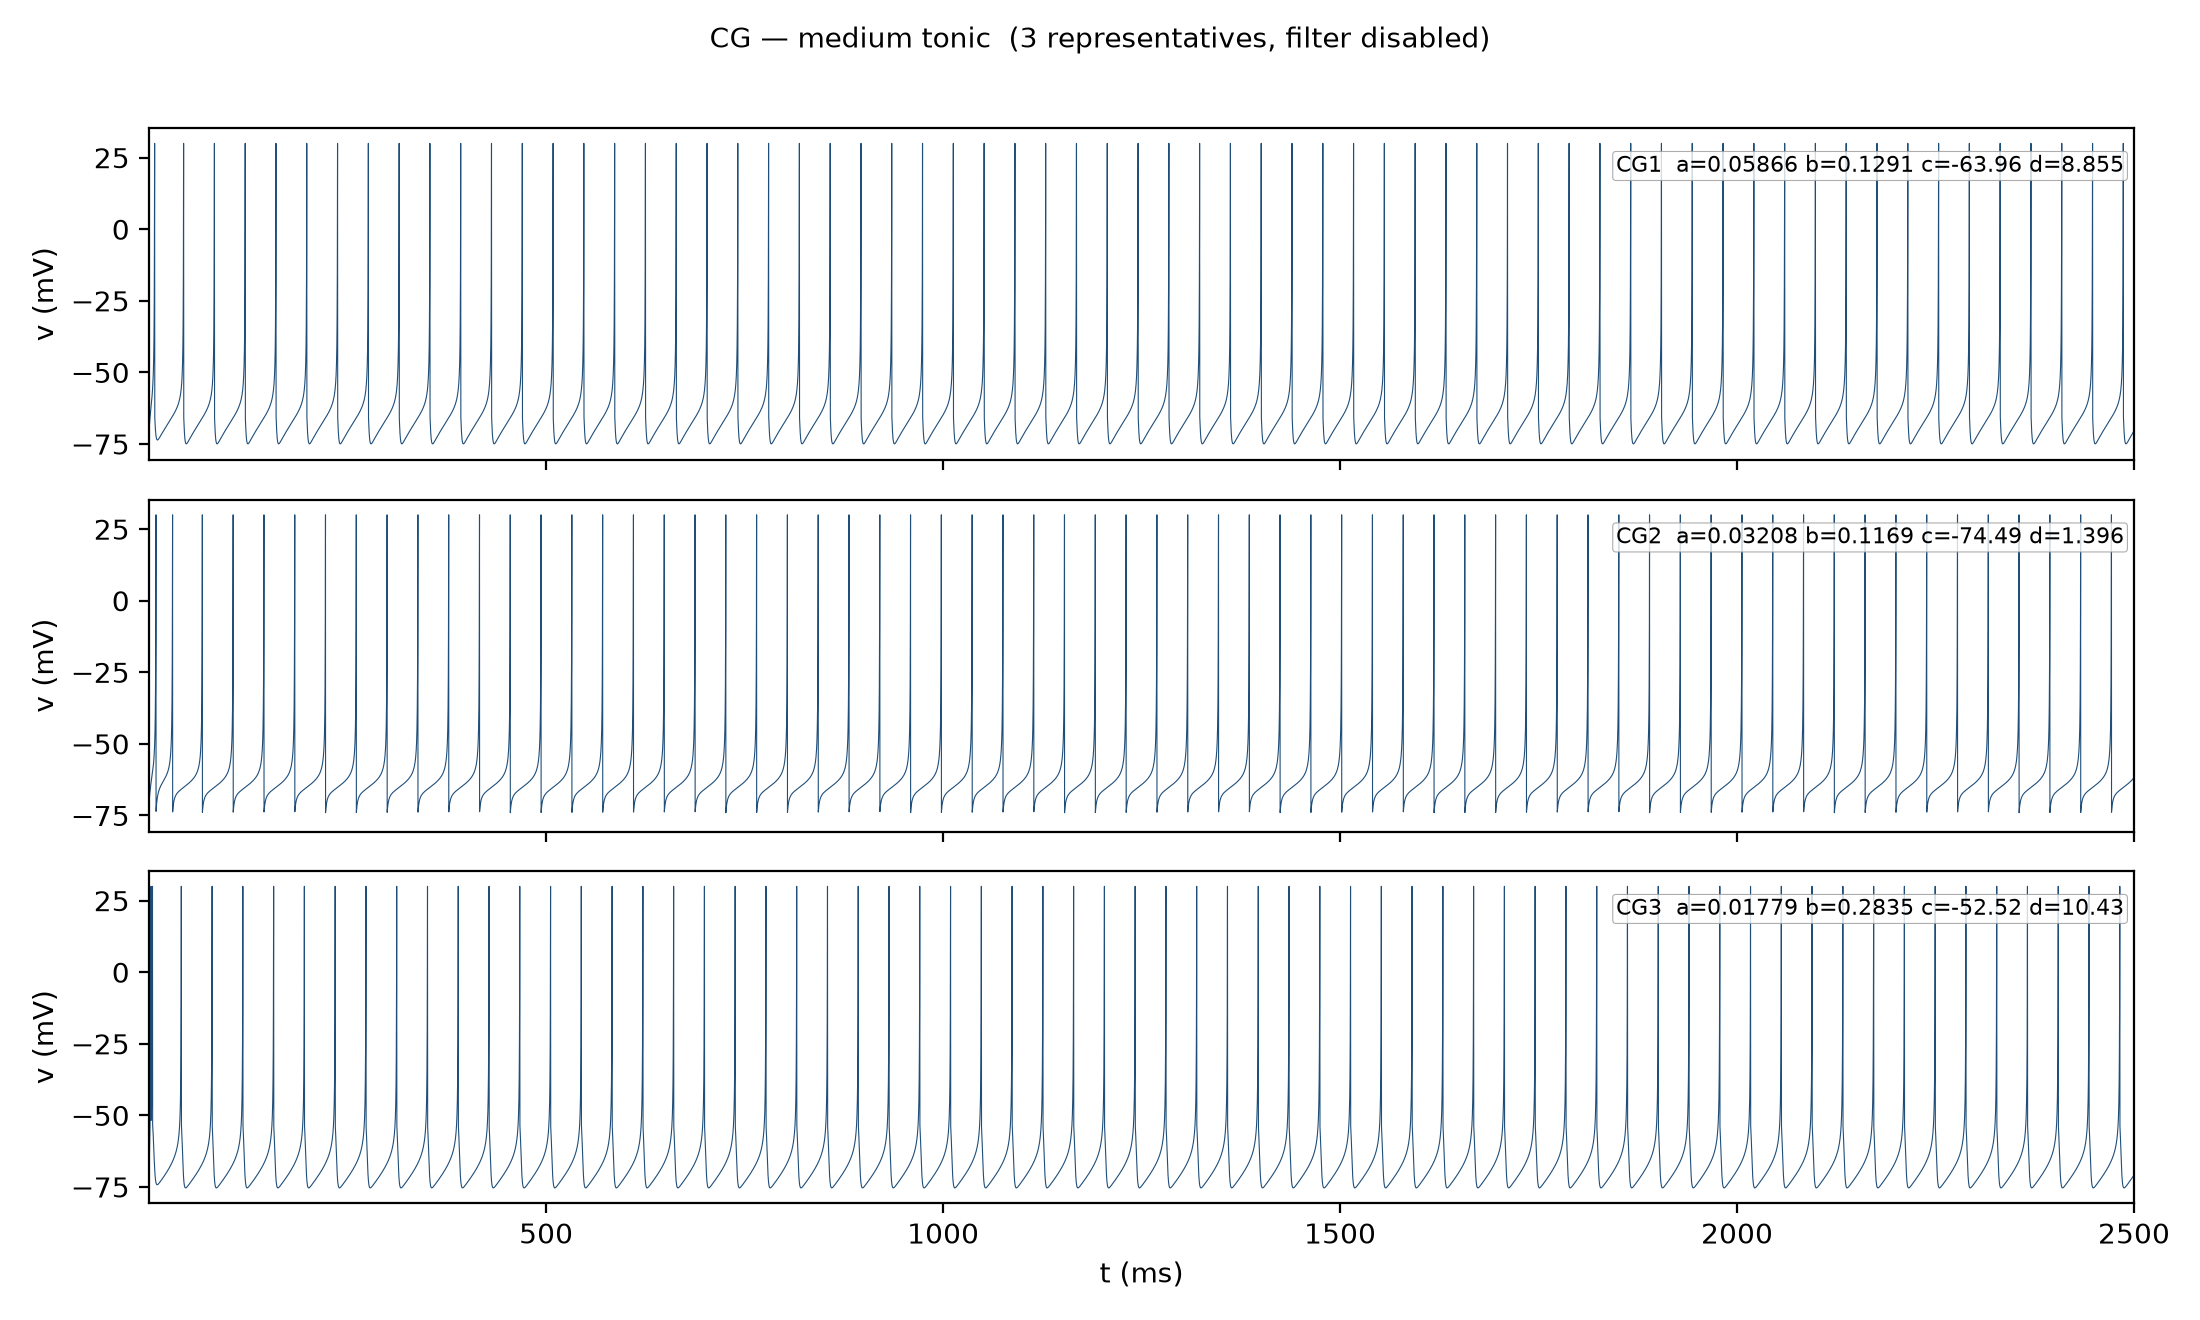 CG — medium tonic  (3 representatives, filter disabled)
25
0
−25
−50
−75
v (mV)
CG1  a=0.05866 b=0.1291 c=-63.96 d=8.855
25
0
−25
−50
−75
v (mV)
CG2  a=0.03208 b=0.1169 c=-74.49 d=1.396
25
0
−25
−50
−75
v (mV)
CG3  a=0.01779 b=0.2835 c=-52.52 d=10.43
500 1000 1500 2000 2500
t (ms)